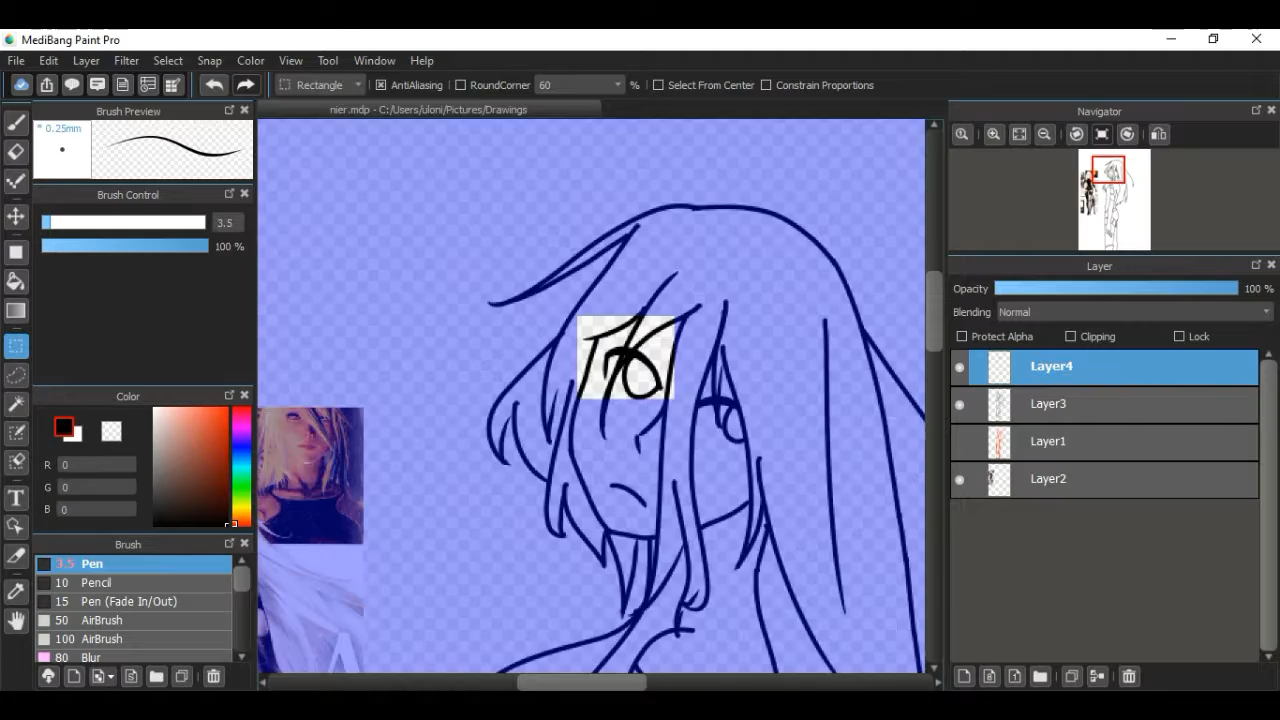 MediBang Paint Pro
File Edit Layer Filter Select Snap Color View Tool Window Help
Rectangle AntiAliasing RoundCorner 60 % Select From Center Constrain Proportions
Brush Preview
nier.mdp - C:/Users/uloni/Pictures/Drawings
Navigator
* 0.25mm
Brush Control
3.5
100 %
Layer
Opacity 100 %
Blending Normal
Protect Alpha Clipping Lock
Layer4
Layer3
Layer1
Layer2
Color
R 0
G 0
B 0
Brush
3.5 Pen
10 Pencil
15 Pen (Fade In/Out)
50 AirBrush
100 AirBrush
80 Blur